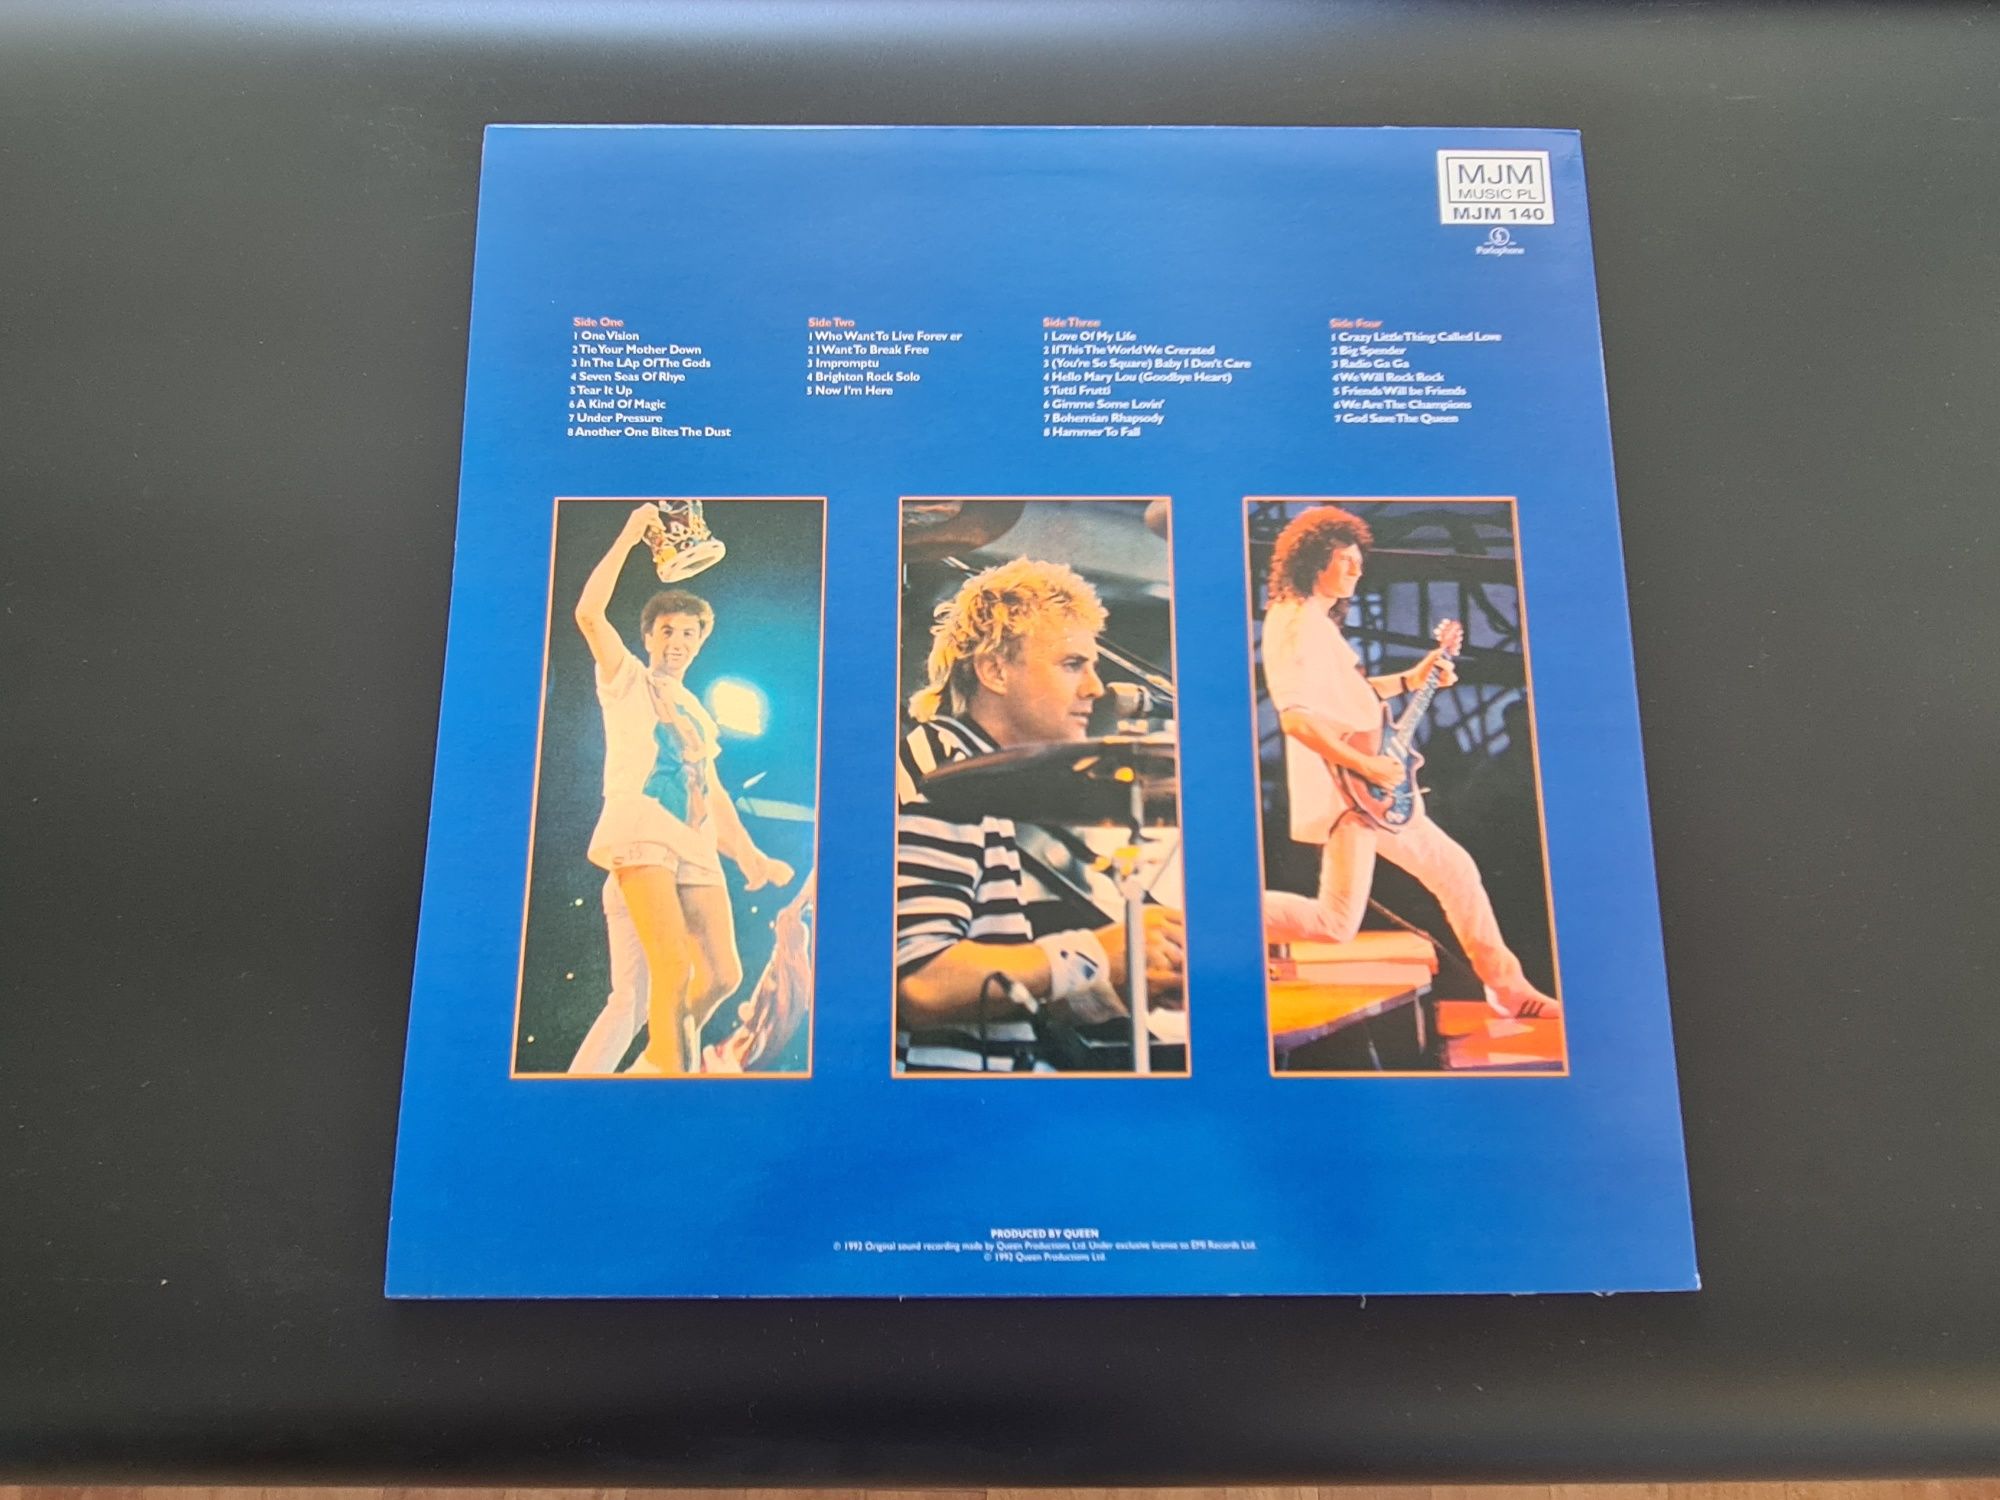 MJM
MUSIC PL
MJM 140
Parlophone
Side One
1 One Vision
2 Tie Your Mother Down
3 In The LAp Of The Gods
4 Seven Seas Of Rhye
5 Tear It Up
6 A Kind Of Magic
7 Under Pressure
8 Another One Bites The Dust
Side Two
1 Who Want To Live Forev er
2 I Want To Break Free
3 Impromptu
4 Brighton Rock Solo
5 Now I'm Here
Side Three
1 Love Of My Life
2 If This The World We Crerated
3 (You're So Square) Baby I Don't Care
4 Hello Mary Lou (Goodbye Heart)
5 Tutti Frutti
6 Gimme Some Lovin'
7 Bohemian Rhapsody
8 Hammer To Fall
Side Four
1 Crazy Little Thing Called Love
2 Big Spender
3 Radio Ga Ga
4 We Will Rock Rock
5 Friends Will be Friends
6 We Are The Champions
7 God Save The Queen
PRODUCED BY QUEEN
℗ 1992 Original sound recording made by Queen Productions Ltd. Under exclusive license to EMI Records Ltd.
© 1992 Queen Productions Ltd.